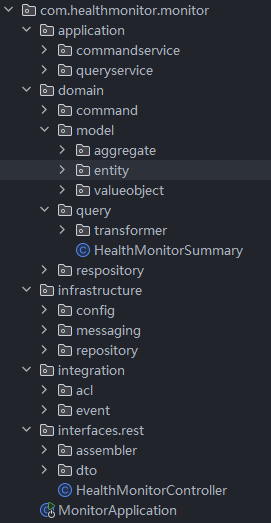 com.healthmonitor.monitor
application
commandservice
queryservice
domain
command
model
aggregate
entity
valueobject
query
transformer
HealthMonitorSummary
respository
infrastructure
config
messaging
repository
integration
acl
event
interfaces.rest
assembler
dto
HealthMonitorController
MonitorApplication